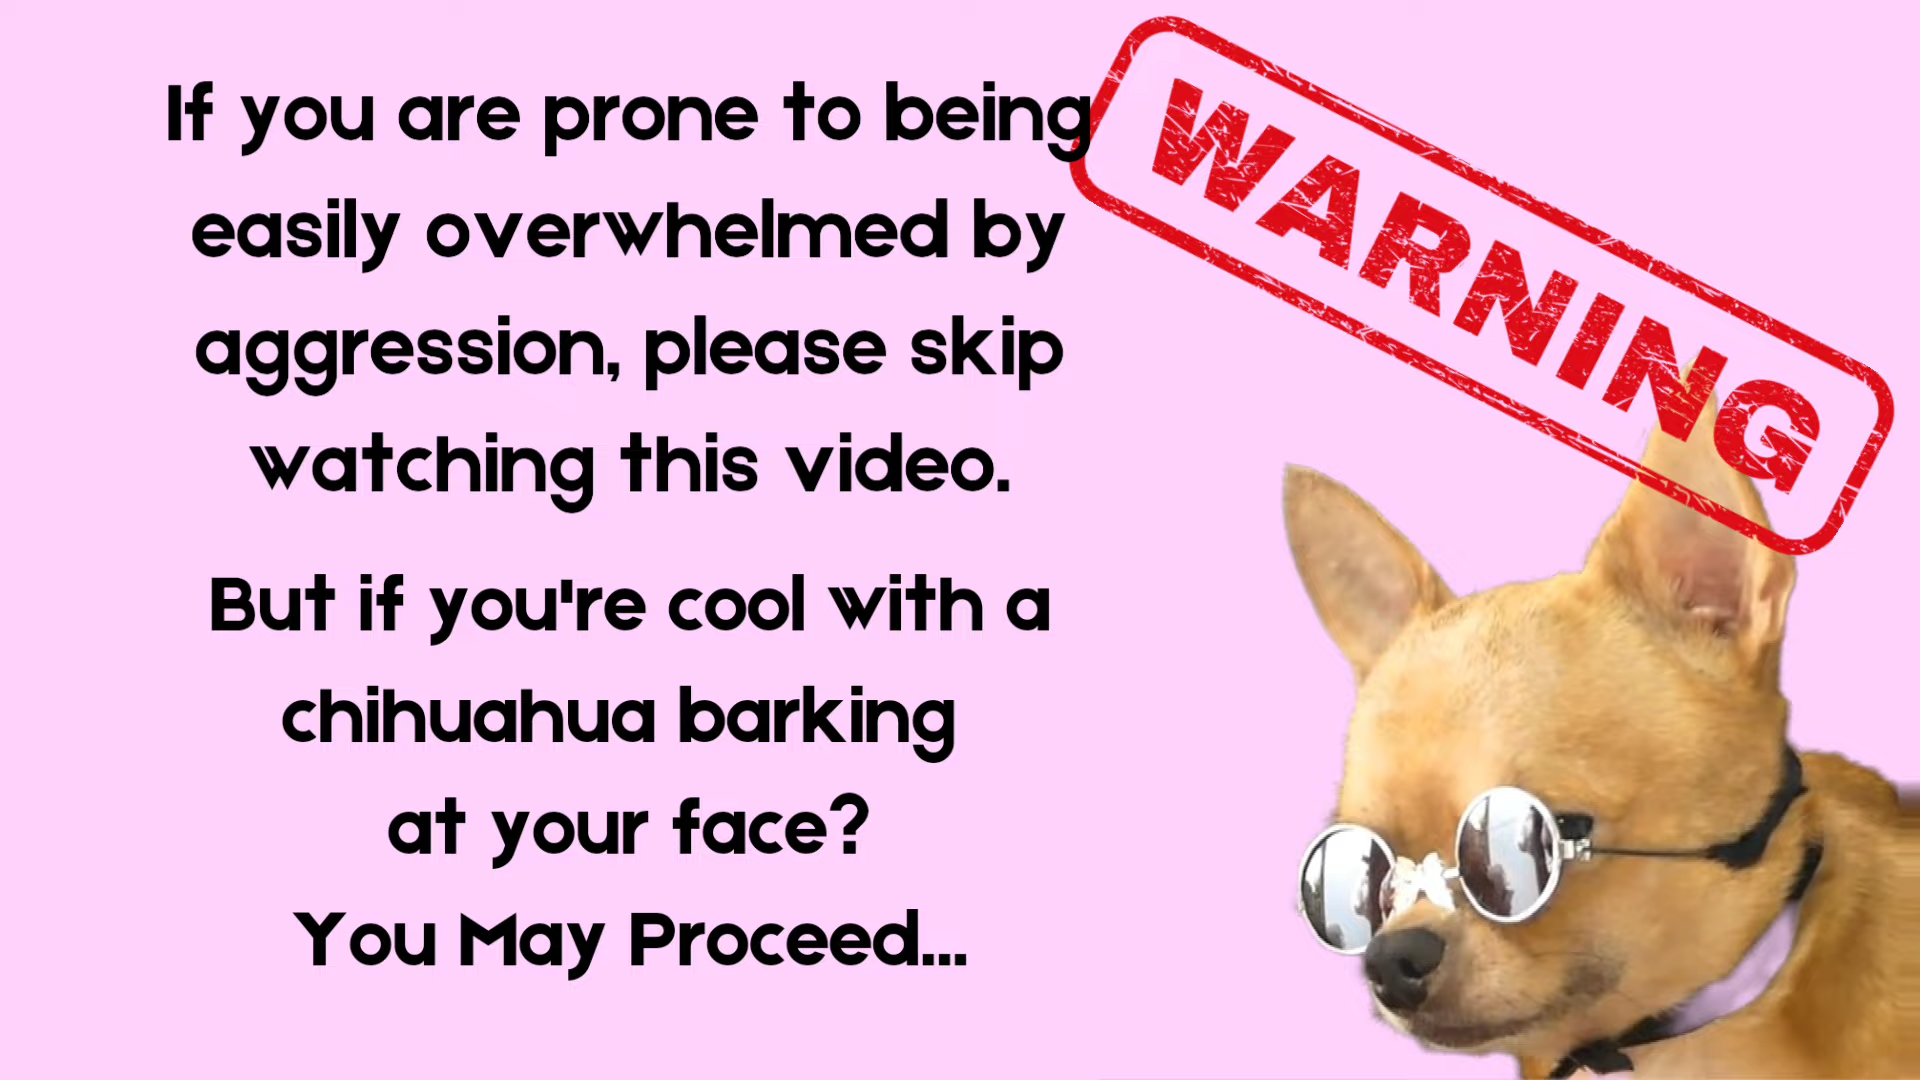 If you are prone to being
easily overwhelmed by
aggression, please skip
watching this video.
But if you're cool with a
chihuahua barking
at your face?
You May Proceed...
WARNING